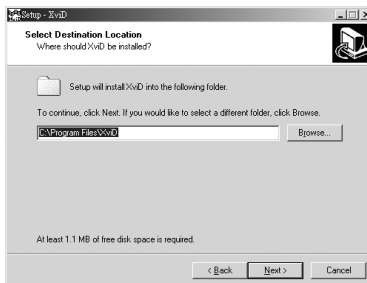 Setup - XviD
Select Destination Location
Where should XviD be installed?
Setup will install XviD into the following folder.
To continue, click Next. If you would like to select a different folder, click Browse.
C:\Program Files\XviD
Browse...
At least 1.1 MB of free disk space is required.
< Back
Next >
Cancel